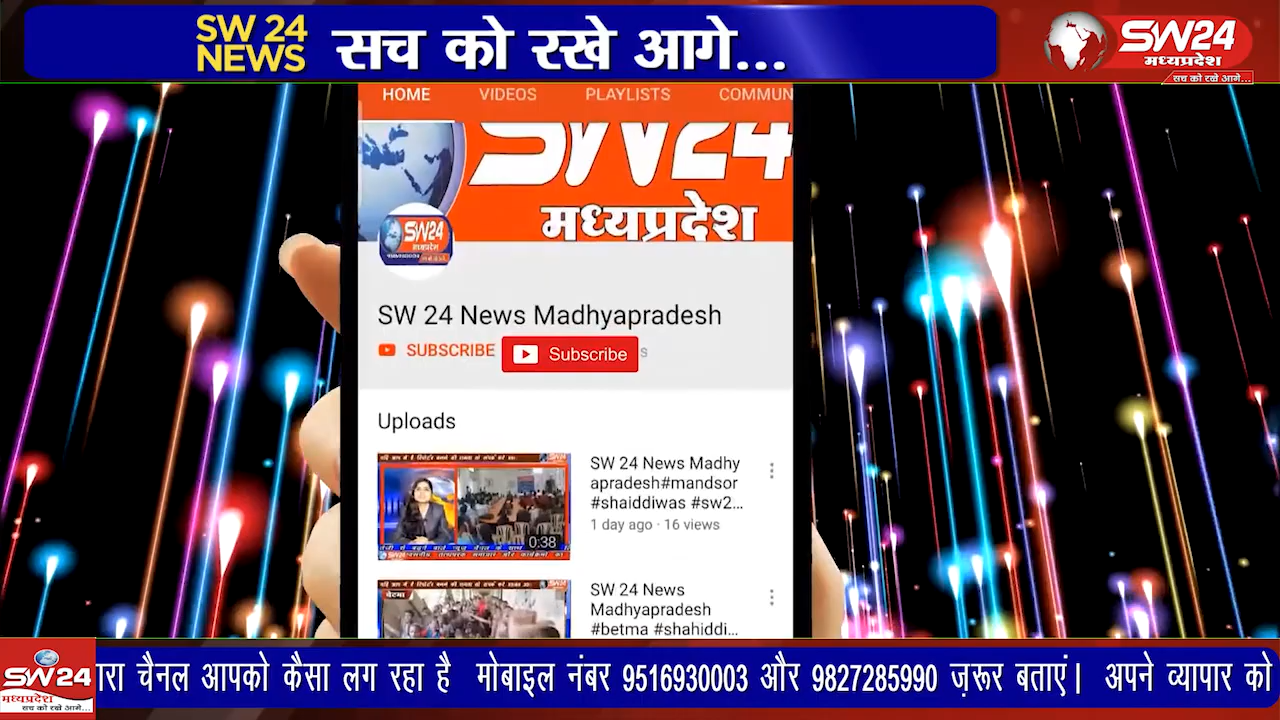 SW 24
NEWS
सच को रखे आगे...
SW24
मध्यप्रदेश
सच को रखे आगे...
HOME VIDEOS PLAYLISTS COMMUN
SW24
मध्यप्रदेश
SW24
SW 24 News Madhyapradesh
SUBSCRIBE
Subscribe
s
Uploads
SW 24 News Madhy
apradesh#mandsor
#shaiddiwas #sw2...
1 day ago · 16 views
0:38
SW 24 News
Madhyapradesh
#betma #shahiddi...
बेटमा
SW24
मध्यप्रदेश
सच को रखे आगे...
ारा चैनल आपको कैसा लग रहा है मोबाइल नंबर 9516930003 और 9827285990 ज़रूर बताएं। अपने व्यापार को